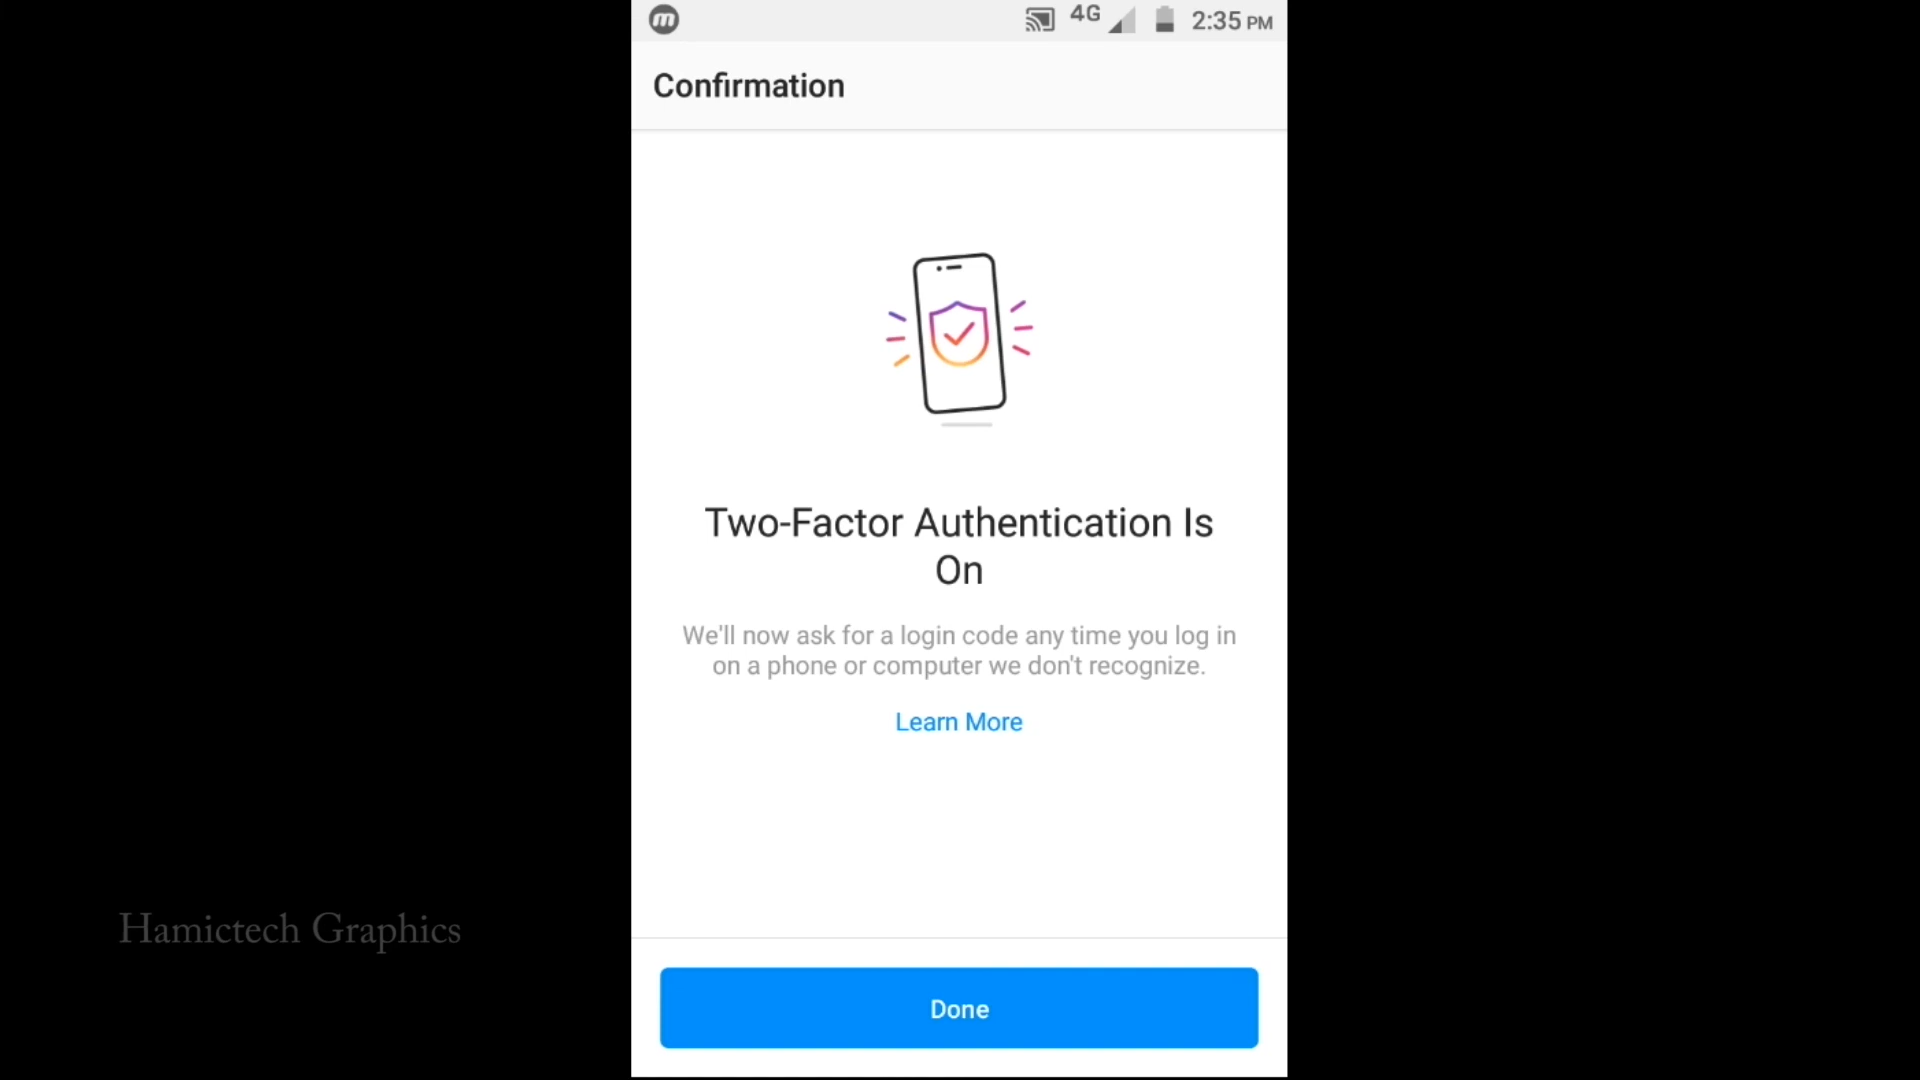 m
4G
2:35 PM
Confirmation
Two-Factor Authentication Is
On
We'll now ask for a login code any time you log in
on a phone or computer we don't recognize.
Learn More
Hamictech Graphics
Done